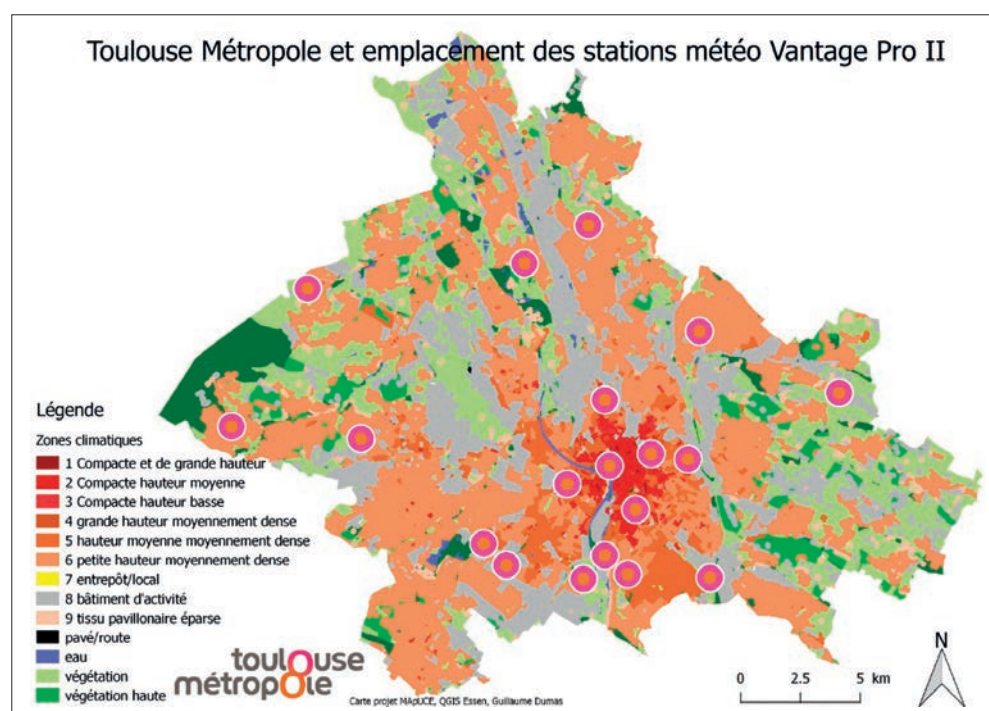 Toulouse Métropole et emplacement des stations météo Vantage Pro II
Légende
Zones climatiques
1 Compacte et de grande hauteur
2 Compacte hauteur moyenne
3 Compacte hauteur basse
4 grande hauteur moyennement dense
5 hauteur moyenne moyennement dense
6 petite hauteur moyennement dense
7 entrepôt/local
8 bâtiment d'activité
9 tissu pavillonaire éparse
pavé/route
eau
végétation
végétation haute
toulouse
métropole
Carte projet MApUCE, QGIS Essen, Guillaume Dumas
0 2.5 5 km
N